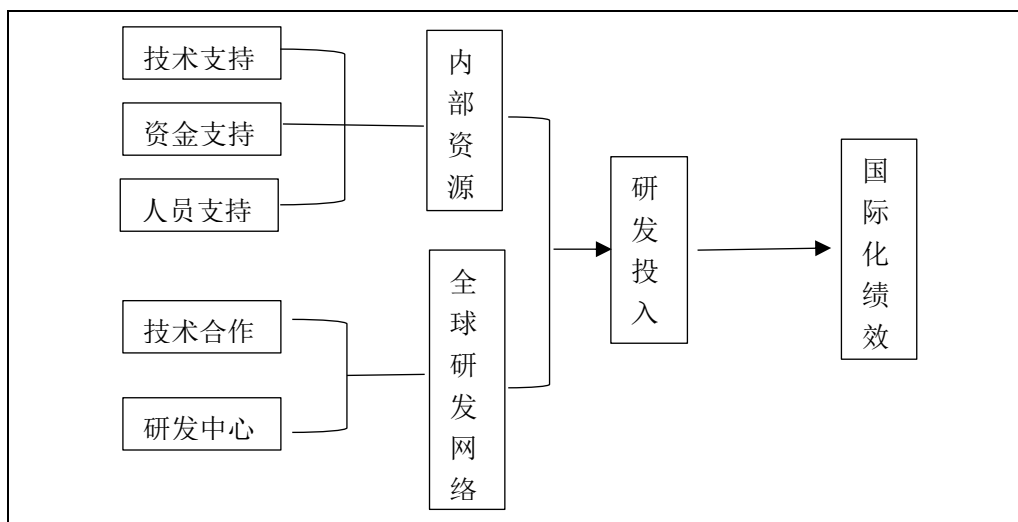 技术支持
资金支持
人员支持
内部资源
技术合作
研发中心
全球研发网络
研发投入
国际化绩效